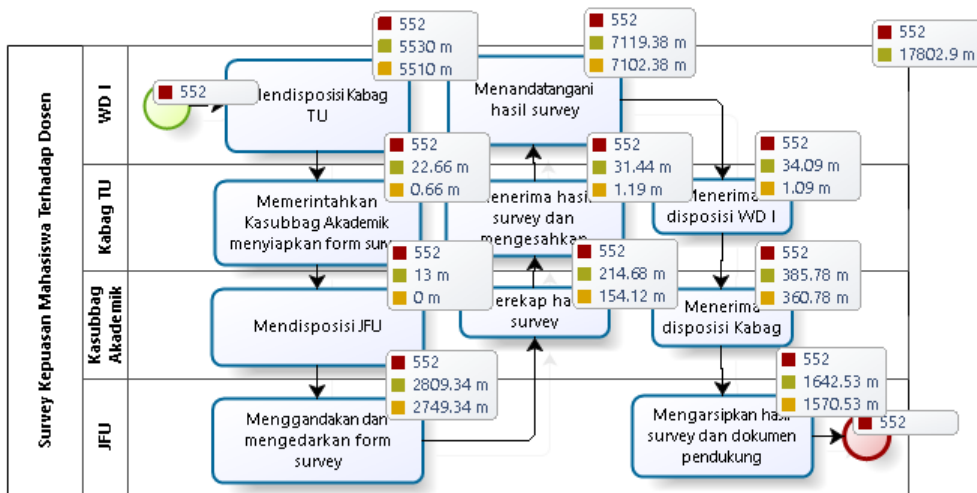 Survey Kepuasan Mahasiswa Terhadap Dosen
WD I
552
Mendisposi Kabag
TU
552
5530 m
5510 m
Menandatangani
hasil survey
552
7119.38 m
7102.38 m
552
17802.9 m
Kabag TU
Memerintahkan
Kasubbag Akademik
menyiapkan form surve
552
22.66 m
0.66 m
Menerima hasil
survey dan
mengesahkan
552
31.44 m
1.19 m
Menerima
disposisi WD I
552
34.09 m
1.09 m
Kasubbag
Akademik
Mendisposi JFU
552
13 m
0 m
erekap ha
survey
552
214.68 m
154.12 m
Menerima
disposisi Kabag
552
385.78 m
360.78 m
JFU
Menggandakan dan
mengedarkan form
survey
552
2809.34 m
2749.34 m
Mengarsipkan hasil
survey dan dokumen
pendukung
552
1642.53 m
1570.53 m
552